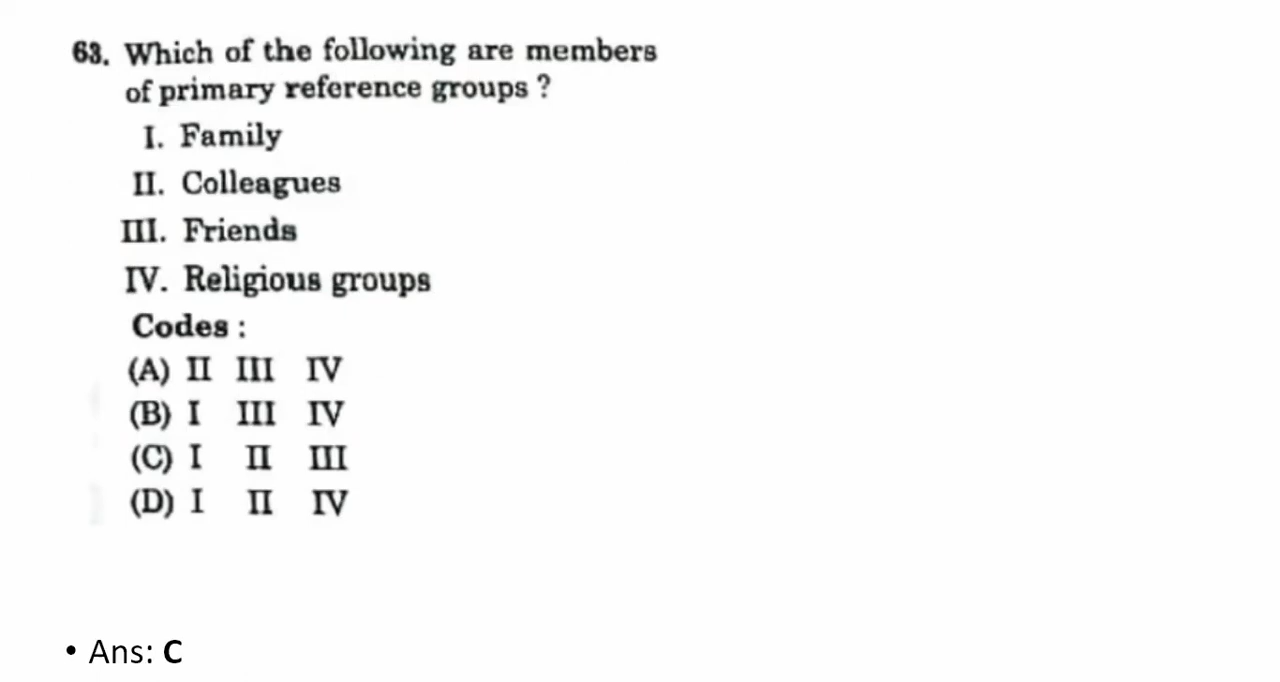 63. Which of the following are members
of primary reference groups ?
I. Family
II. Colleagues
III. Friends
IV. Religious groups
Codes :
(A) II III IV
(B) I III IV
(C) I II III
(D) I II IV
• Ans: C